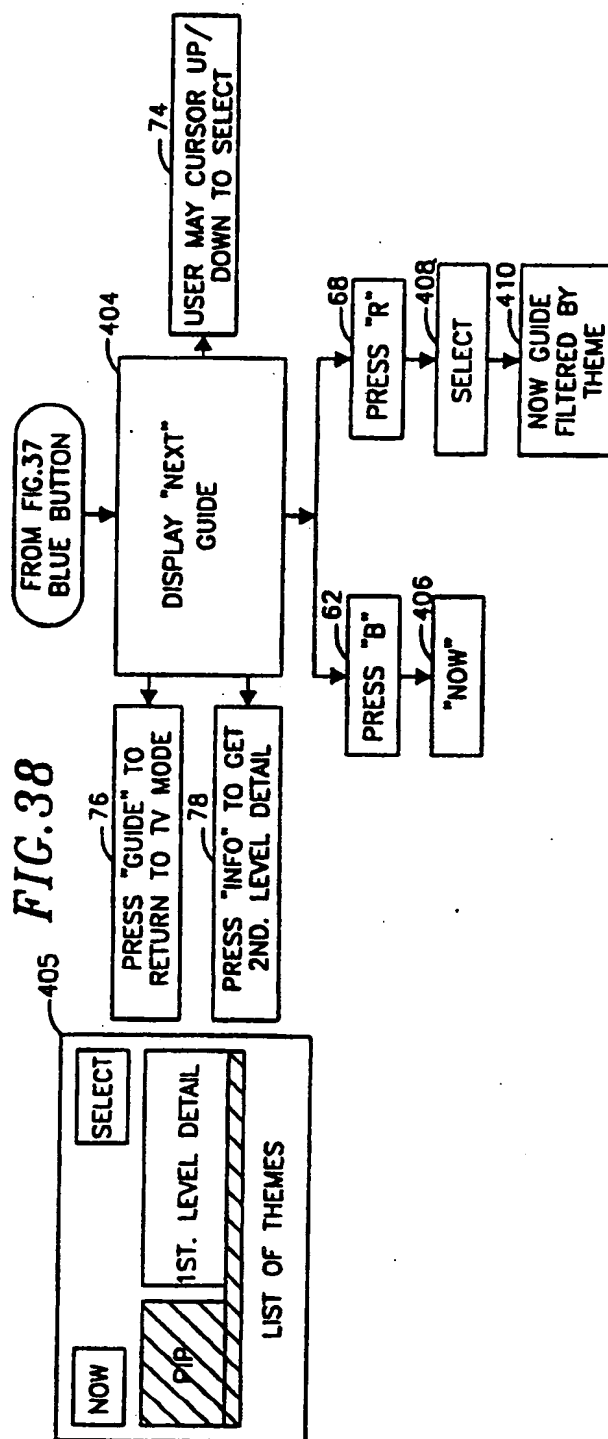 FIG.38
405
NOW
SELECT
PIP
1ST. LEVEL DETAIL
LIST OF THEMES
FROM FIG.37
BLUE BUTTON
404
DISPLAY "NEXT"
GUIDE
76
PRESS "GUIDE" TO
RETURN TO TV MODE
78
PRESS "INFO" TO GET
2ND. LEVEL DETAIL
74
USER MAY CURSOR UP/
DOWN TO SELECT
62
PRESS "B"
406
"NOW"
68
PRESS "R"
408
SELECT
410
NOW GUIDE
FILTERED BY
THEME